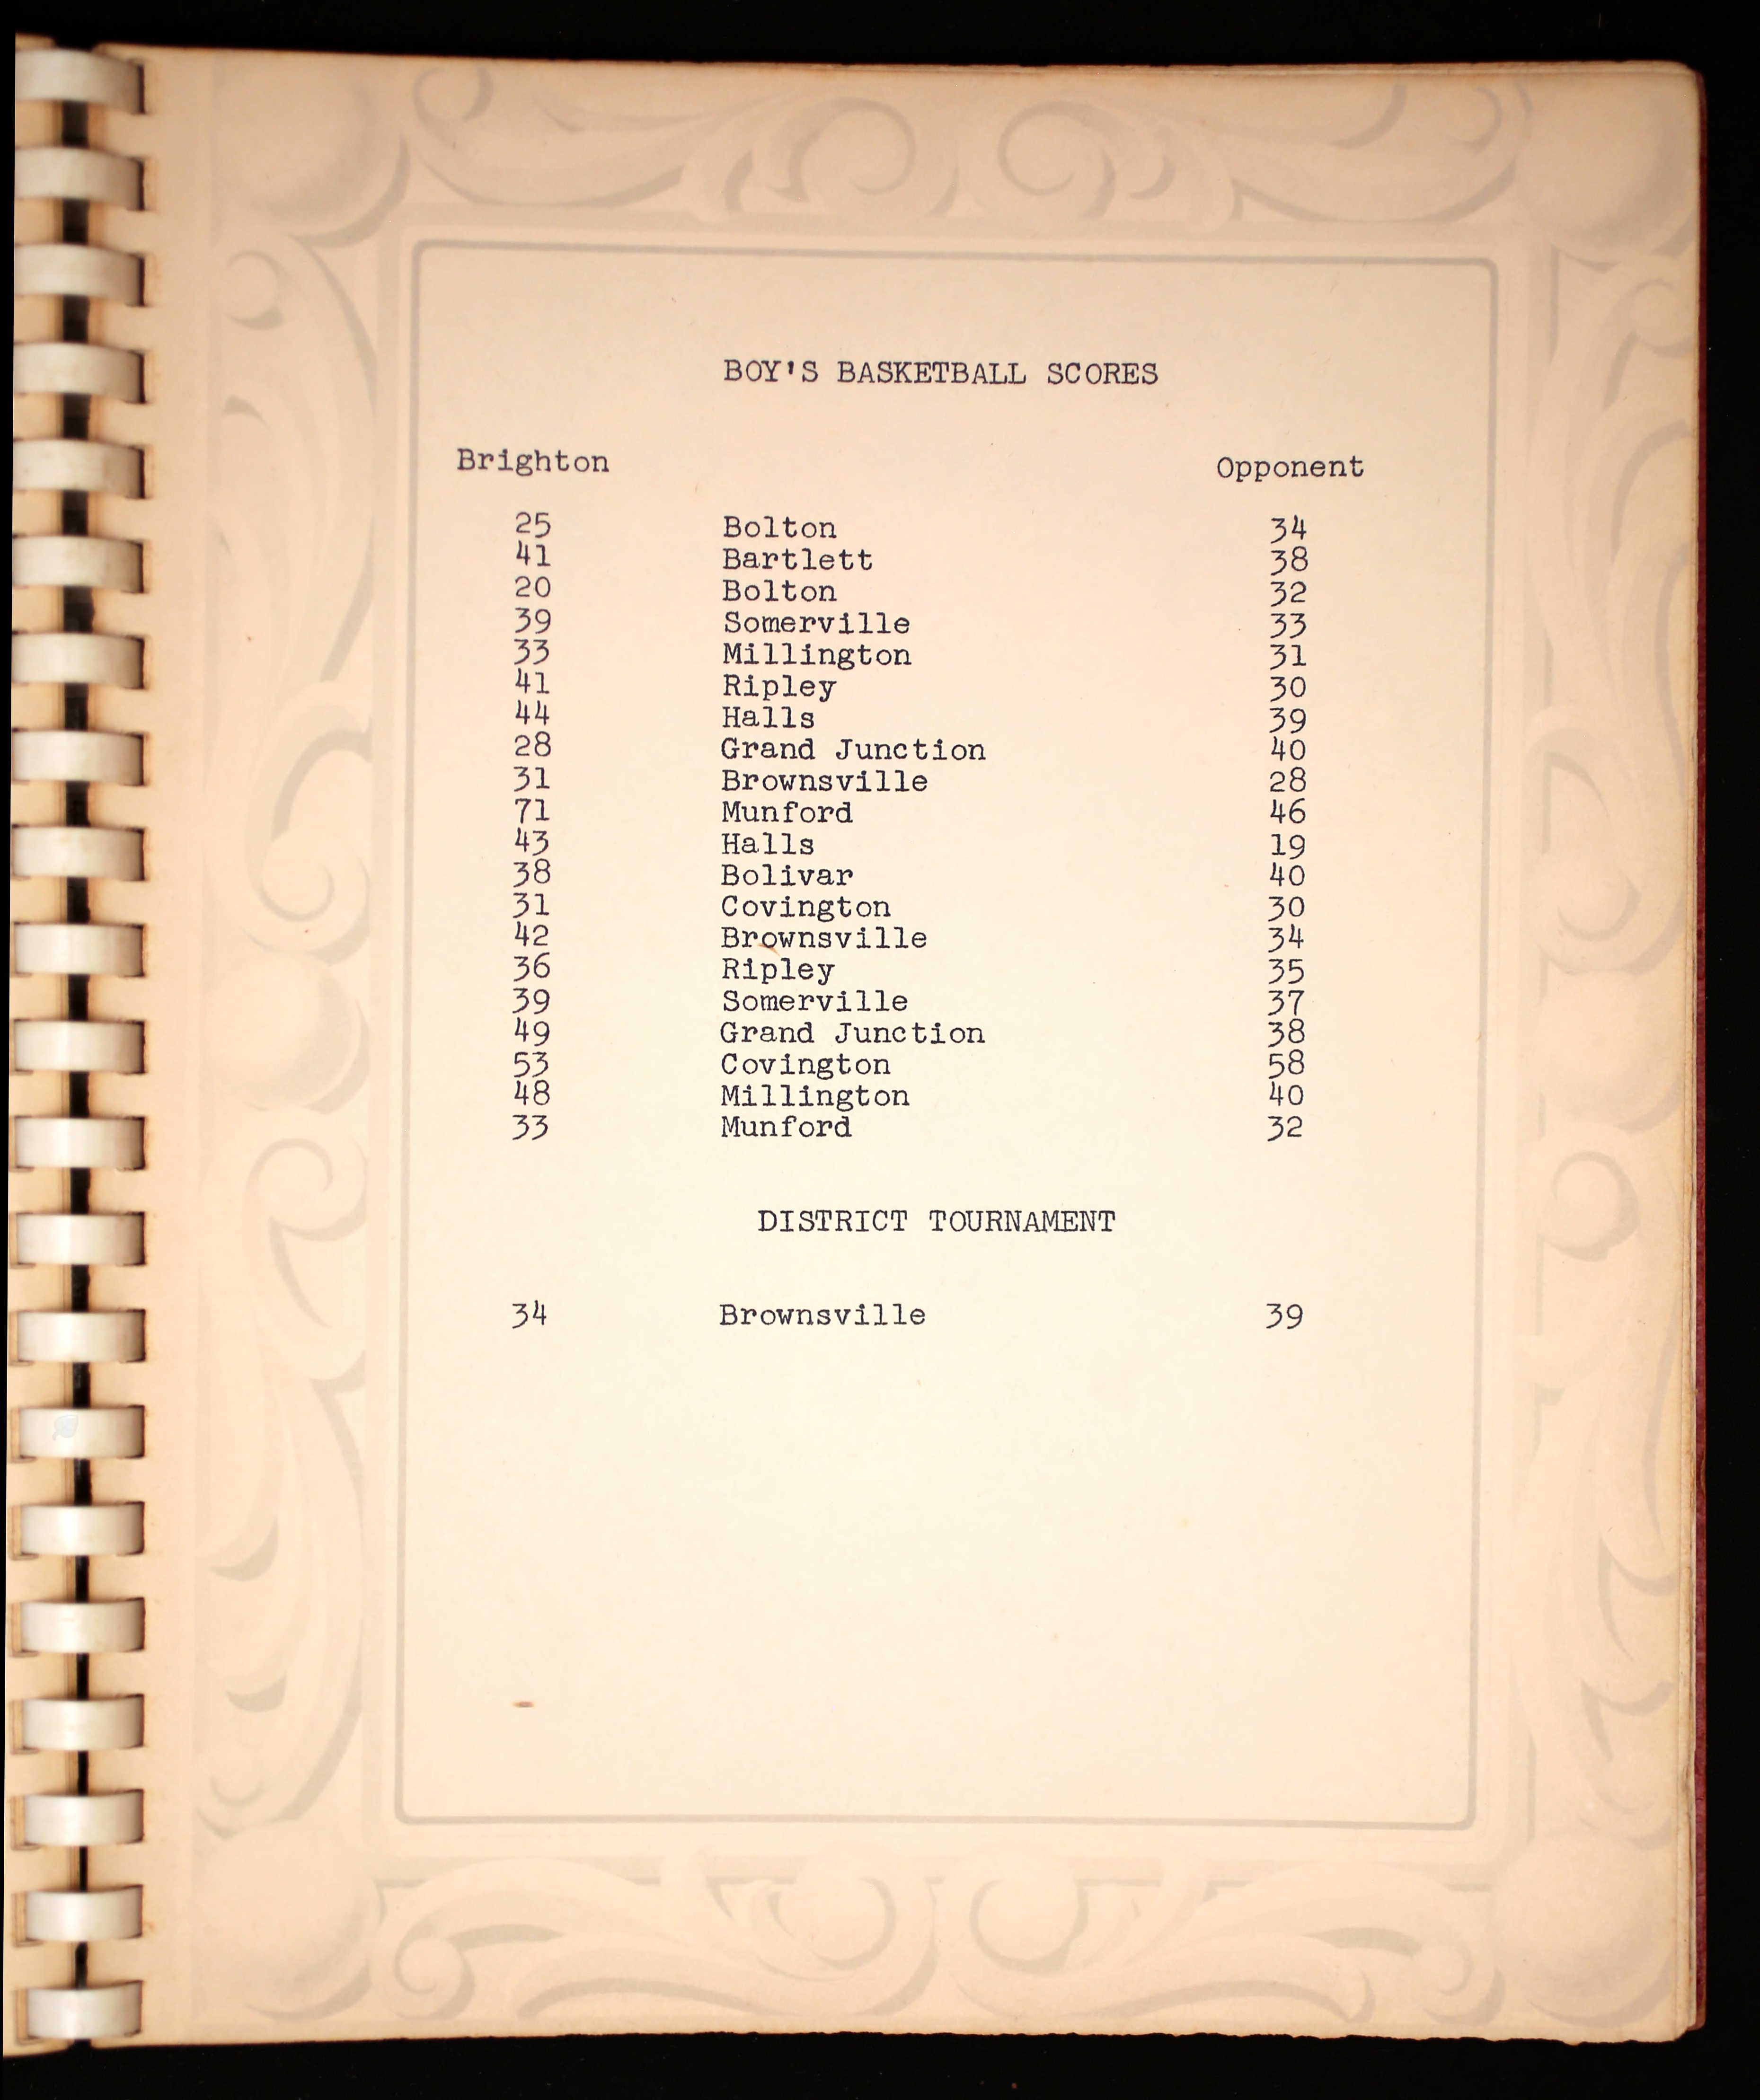 BOY'S BASKETBALL SCORES
Brighton Opponent
25 Bolton 34
41 Bartlett 38
20 Bolton 32
39 Somerville 33
33 Millington 31
41 Ripley 30
44 Halls 39
28 Grand Junction 40
31 Brownsville 28
71 Munford 46
43 Halls 19
38 Bolivar 40
31 Covington 30
42 Brownsville 34
36 Ripley 35
39 Somerville 37
49 Grand Junction 38
53 Covington 58
48 Millington 40
33 Munford 32
DISTRICT TOURNAMENT
34 Brownsville 39